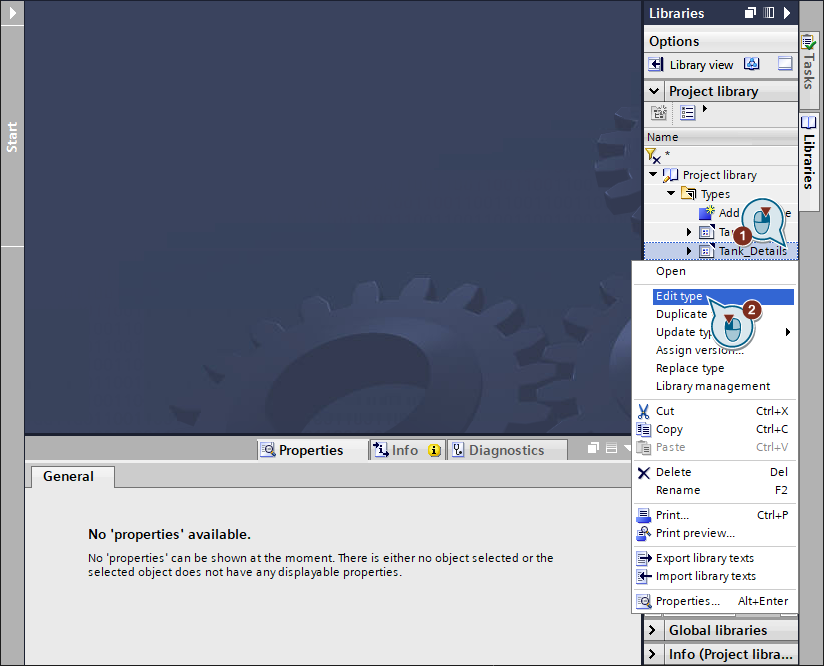 Libraries
Options
Library view
Project library
Name
*
Project library
Types
Add
e
Ta
1
Tank_Details
Open
Edit type
2
Duplicate
Update ty
Assign version...
Replace type
Library management
Cut Ctrl+X
Copy Ctrl+C
Paste Ctrl+V
Delete Del
Rename F2
Print... Ctrl+P
Print preview...
Export library texts
Import library texts
Properties... Alt+Enter
Global libraries
Info (Project libra...
Start
Tasks
Libraries
Properties
Info
Diagnostics
General
No 'properties' available.
No 'properties' can be shown at the moment. There is either no object selected or the
selected object does not have any displayable properties.